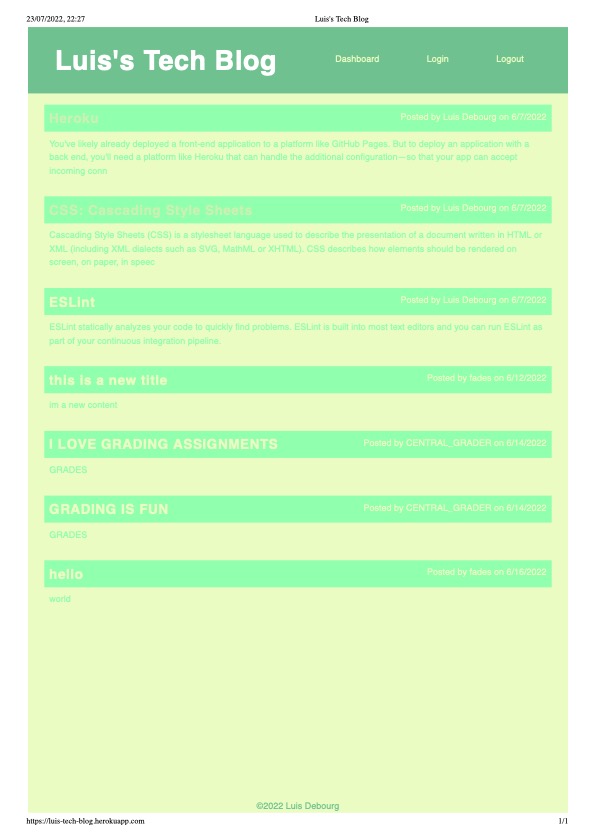 23/07/2022, 22:27 Luis's Tech Blog
Luis's Tech Blog Dashboard Login Logout
Heroku Posted by Luis Debourg on 6/7/2022
You've likely already deployed a front-end application to a platform like GitHub Pages. But to deploy an application with a
back end, you'll need a platform like Heroku that can handle the additional configuration—so that your app can accept
incoming conn
CSS: Cascading Style Sheets Posted by Luis Debourg on 6/7/2022
Cascading Style Sheets (CSS) is a stylesheet language used to describe the presentation of a document written in HTML or
XML (including XML dialects such as SVG, MathML or XHTML). CSS describes how elements should be rendered on
screen, on paper, in speec
ESLint Posted by Luis Debourg on 6/7/2022
ESLint statically analyzes your code to quickly find problems. ESLint is built into most text editors and you can run ESLint as
part of your continuous integration pipeline.
this is a new title Posted by fades on 6/12/2022
im a new content
I LOVE GRADING ASSIGNMENTS Posted by CENTRAL_GRADER on 6/14/2022
GRADES
GRADING IS FUN Posted by CENTRAL_GRADER on 6/14/2022
GRADES
hello Posted by fades on 6/16/2022
world
©2022 Luis Debourg
https://luis-tech-blog.herokuapp.com 1/1